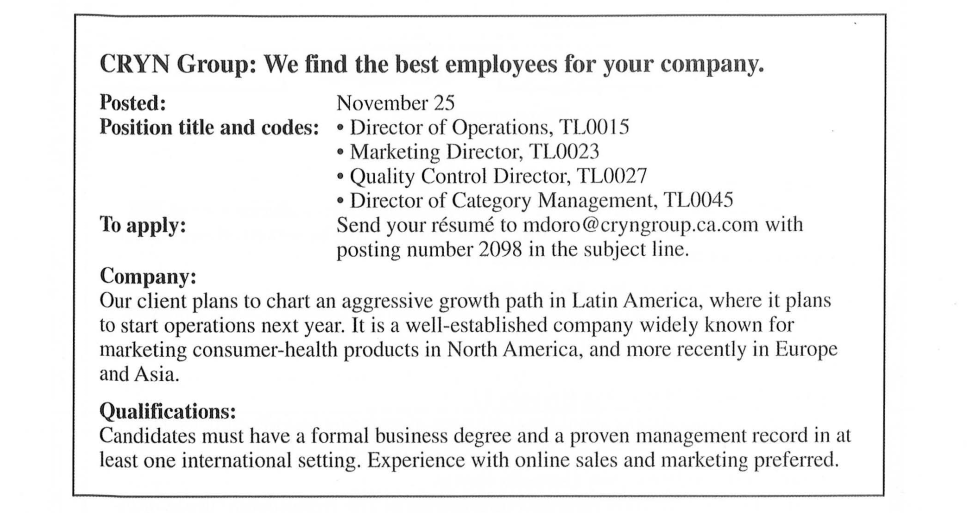 CRYN Group: We find the best employees for your company.
Posted: November 25
Position title and codes: • Director of Operations, TL0015
• Marketing Director, TL0023
• Quality Control Director, TL0027
• Director of Category Management, TL0045
To apply: Send your résumé to mdoro@cryngroup.ca.com with
posting number 2098 in the subject line.
Company:
Our client plans to chart an aggressive growth path in Latin America, where it plans
to start operations next year. It is a well-established company widely known for
marketing consumer-health products in North America, and more recently in Europe
and Asia.
Qualifications:
Candidates must have a formal business degree and a proven management record in at
least one international setting. Experience with online sales and marketing preferred.